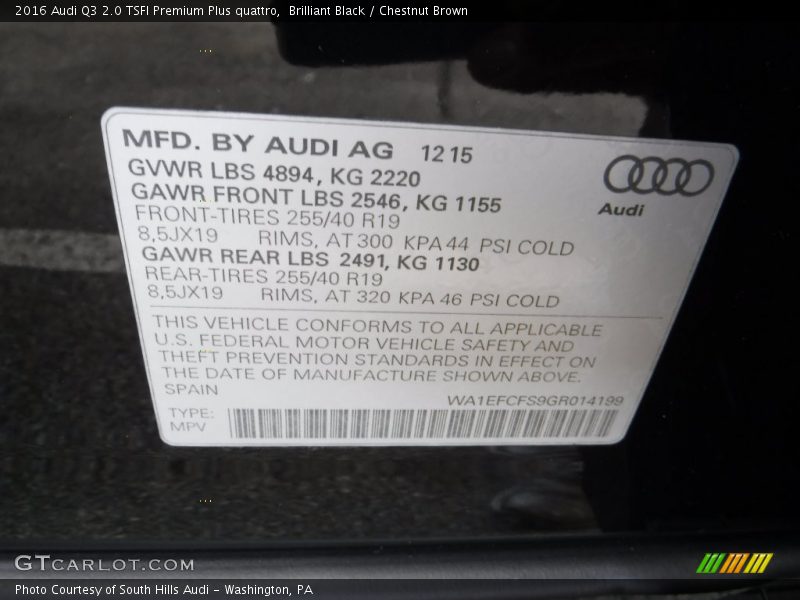 2016 Audi Q3 2.0 TSFI Premium Plus quattro, Brilliant Black / Chestnut Brown
MFD. BY AUDI AG 12 15
GVWR LBS 4894, KG 2220
GAWR FRONT LBS 2546, KG 1155
FRONT-TIRES 255/40 R19
8,5JX19 RIMS, AT 300 KPA 44 PSI COLD
GAWR REAR LBS 2491, KG 1130
REAR-TIRES 255/40 R19
8,5JX19 RIMS, AT 320 KPA 46 PSI COLD
Audi
THIS VEHICLE CONFORMS TO ALL APPLICABLE
U.S. FEDERAL MOTOR VEHICLE SAFETY AND
THEFT PREVENTION STANDARDS IN EFFECT ON
THE DATE OF MANUFACTURE SHOWN ABOVE.
SPAIN
WA1EFCFS9GR014199
TYPE:
MPV
GTCARLOT.COM
Photo Courtesy of South Hills Audi - Washington, PA